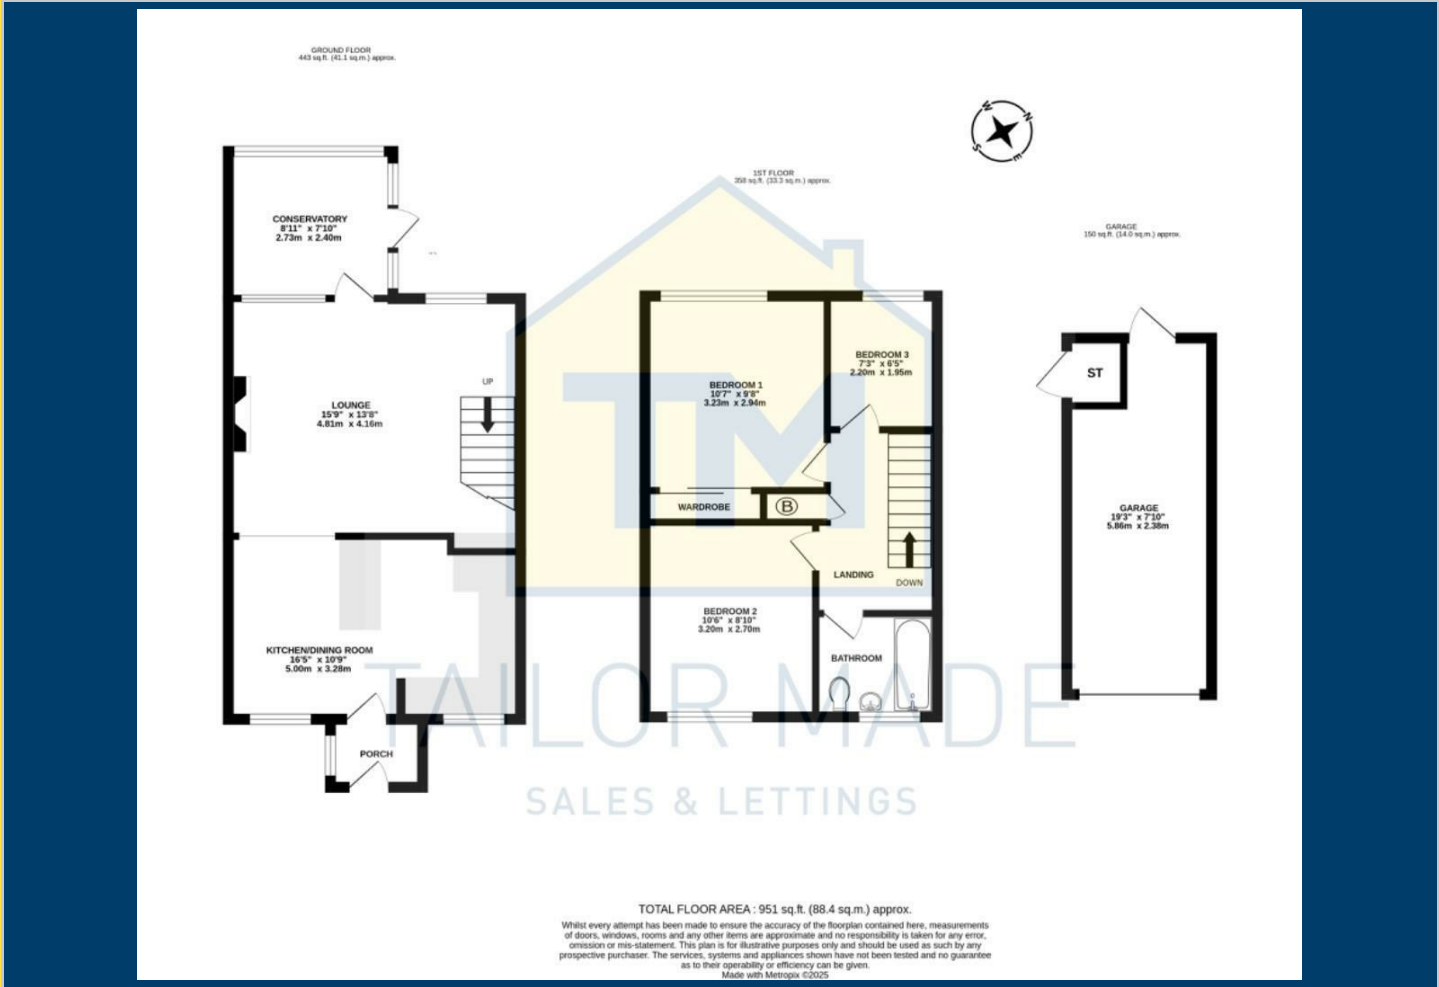 GROUND FLOOR
443 sq.ft. (41.1 sq.m.) approx.
W
N
S
E
1ST FLOOR
358 sq.ft. (33.3 sq.m.) approx.
GARAGE
150 sq.ft. (14.0 sq.m.) approx.
CONSERVATORY
8'11" x 7'10"
2.73m x 2.40m
UP
LOUNGE
15'9" x 13'8"
4.81m x 4.16m
KITCHEN/DINING ROOM
16'5" x 10'9"
5.00m x 3.28m
PORCH
BEDROOM 1
10'7" x 9'8"
3.23m x 2.94m
BEDROOM 3
7'3" x 6'5"
2.20m x 1.95m
WARDROBE
B
LANDING
DOWN
BEDROOM 2
10'6" x 8'10"
3.20m x 2.70m
BATHROOM
ST
GARAGE
19'3" x 7'10"
5.86m x 2.38m
TM
TAILOR MADE
SALES & LETTINGS
TOTAL FLOOR AREA : 951 sq.ft. (88.4 sq.m.) approx.
Whilst every attempt has been made to ensure the accuracy of the floorplan contained here, measurements
of doors, windows, rooms and any other items are approximate and no responsibility is taken for any error,
omission or mis-statement. This plan is for illustrative purposes only and should be used as such by any
prospective purchaser. The services, systems and appliances shown have not been tested and no guarantee
as to their operability or efficiency can be given.
Made with Metropix ©2025